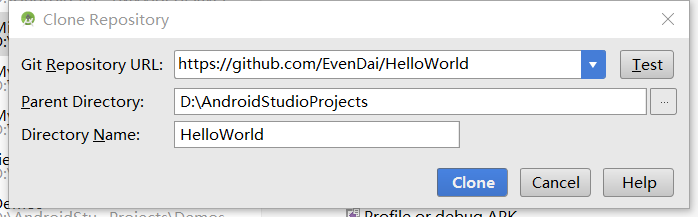 Clone Repository
Git Repository URL: https://github.com/EvenDai/HelloWorld Test
Parent Directory: D:\AndroidStudioProjects ...
Directory Name: HelloWorld
Clone Cancel Help
Profile or debug APK